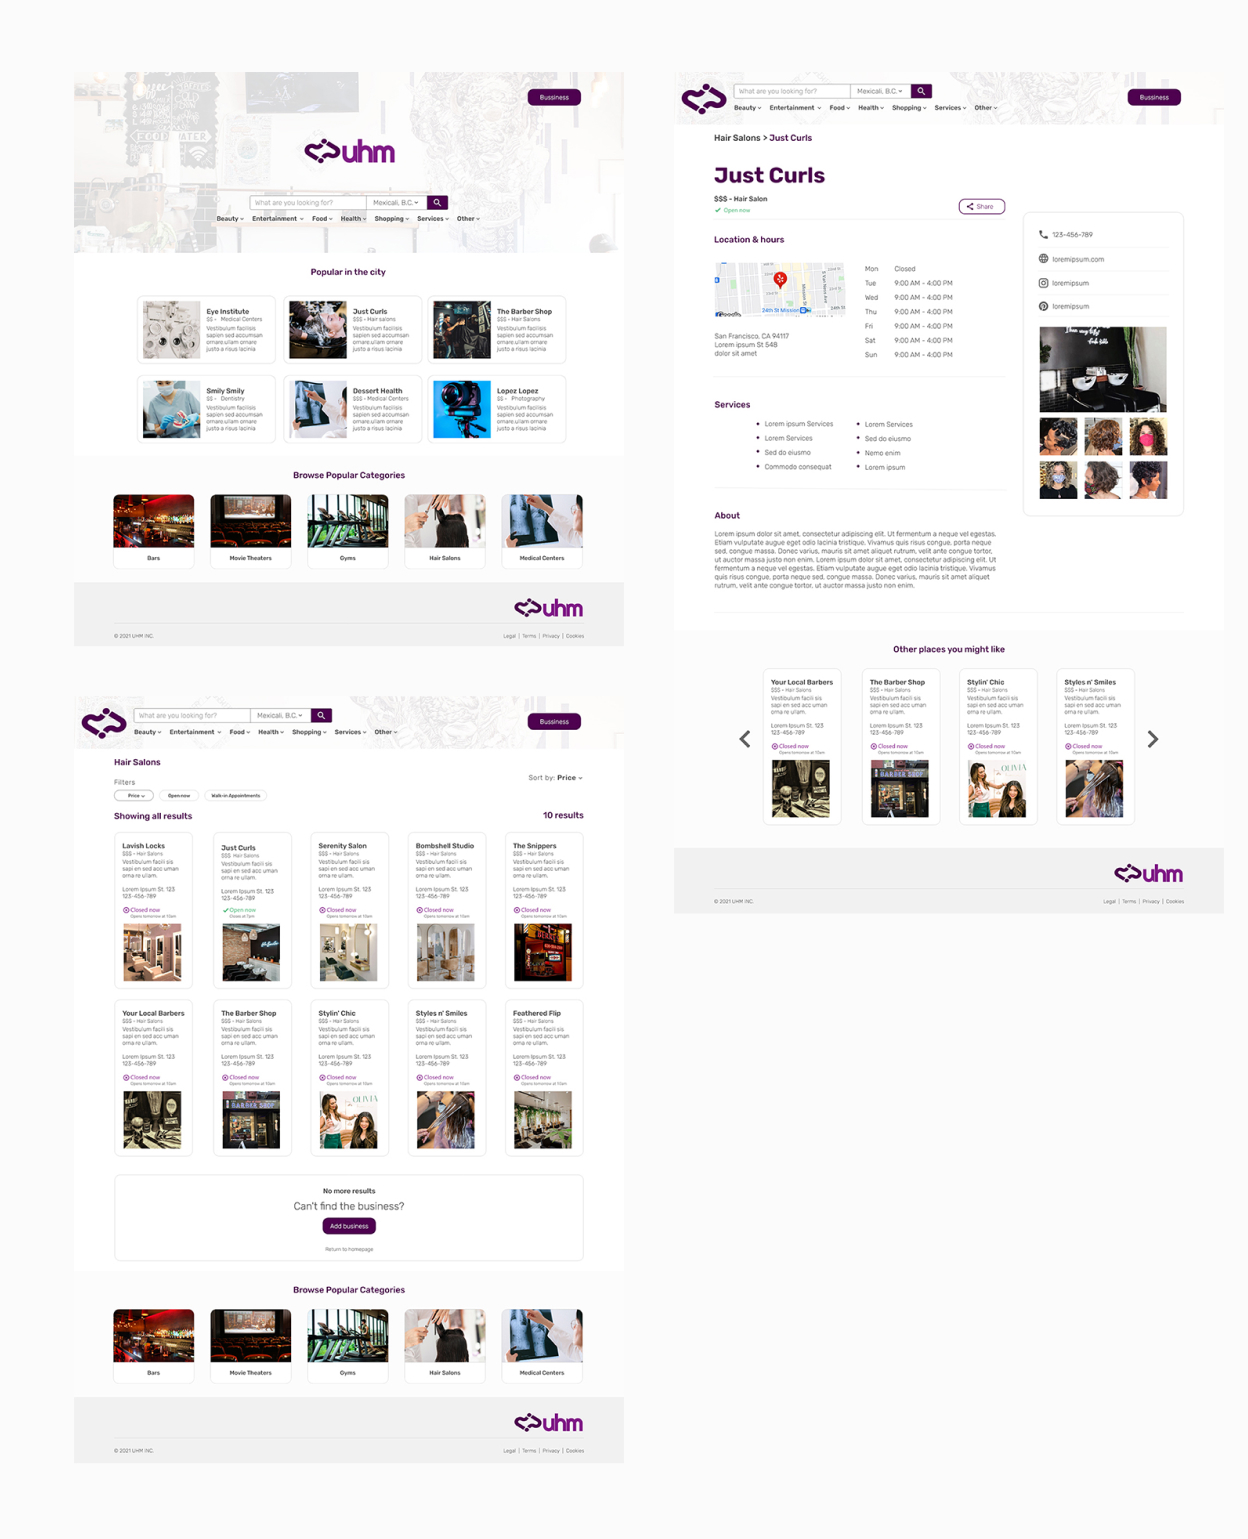 Bussiness
uhm
What are you looking for?
Mexicali, B.C.
Beauty Entertainment Food Health Shopping Services Other
Popular in the city
Eye Institute
$$ - Medical Centers
Vestibulum facilisis
sapien sed accumsan
ornare.ullam ornare
justo a risus lacinia
Just Curls
$$$ - Hair salons
Vestibulum facilisis
sapien sed accumsan
ornare.ullam ornare
justo a risus lacinia
The Barber Shop
$$$ - Hair Salons
Vestibulum facilisis
sapien sed accumsan
ornare.ullam ornare
justo a risus lacinia
Smily Smily
$$ - Dentistry
Vestibulum facilisis
sapien sed accumsan
ornare.ullam ornare
justo a risus lacinia
Dessert Health
$$$ - Medical Centers
Vestibulum facilisis
sapien sed accumsan
ornare.ullam ornare
justo a risus lacinia
Lopez Lopez
$$ - Photography
Vestibulum facilisis
sapien sed accumsan
ornare.ullam ornare
justo a risus lacinia
Browse Popular Categories
Bars
Movie Theaters
Gyms
Hair Salons
Medical Centers
uhm
© 2021 UHM INC.
Legal | Terms | Privacy | Cookies
What are you looking for?
Mexicali, B.C.
Bussiness
Beauty Entertainment Food Health Shopping Services Other
Hair Salons
Filters
Price
Open now
Walk-in Appointments
Sort by: Price
Showing all results
10 results
Lavish Locks
$$$ - Hair Salons
Vestibulum facili sis
sapi en sed acc uman
orna re ullam.
Lorem Ipsum St. 123
123-456-789
Closed now
Opens tomorrow at 10am
Just Curls
$$$ Hair Salons
Vestibulum facili sis
sapi en sed acc uman
orna re ullam.
Lorem Ipsum St. 123
123-456-789
Open now
Closes at 7pm
Serenity Salon
$$$ - Hair Salons
Vestibulum facili sis
sapi en sed acc uman
orna re ullam.
Lorem Ipsum St. 123
123-456-789
Closed now
Opens tomorrow at 10am
Bombshell Studio
$$$ - Hair Salons
Vestibulum facili sis
sapi en sed acc uman
orna re ullam.
Lorem Ipsum St. 123
123-456-789
Closed now
Opens tomorrow at 10am
The Snippers
$$$ - Hair Salons
Vestibulum facili sis
sapi en sed acc uman
orna re ullam.
Lorem Ipsum St. 123
123-456-789
Closed now
Opens tomorrow at 10am
Your Local Barbers
$$$ - Hair Salons
Vestibulum facili sis
sapi en sed acc uman
orna re ullam.
Lorem Ipsum St. 123
123-456-789
Closed now
Opens tomorrow at 10am
The Barber Shop
$$$ - Hair Salons
Vestibulum facili sis
sapi en sed acc uman
orna re ullam.
Lorem Ipsum St. 123
123-456-789
Closed now
Opens tomorrow at 10am
BARBER SHOP
Stylin' Chic
$$$ - Hair Salons
Vestibulum facili sis
sapi en sed acc uman
orna re ullam.
Lorem Ipsum St. 123
123-456-789
Closed now
Opens tomorrow at 10am
OLIVIA
Styles n' Smiles
$$$ - Hair Salons
Vestibulum facili sis
sapi en sed acc uman
orna re ullam.
Lorem Ipsum St. 123
123-456-789
Closed now
Opens tomorrow at 10am
Feathered Flip
$$$ - Hair Salons
Vestibulum facili sis
sapi en sed acc uman
orna re ullam.
Lorem Ipsum St. 123
123-456-789
Closed now
Opens tomorrow at 10am
No more results
Can't find the business?
Add business
Return to homepage
Browse Popular Categories
Bars
Movie Theaters
Gyms
Hair Salons
Medical Centers
uhm
© 2021 UHM INC.
Legal | Terms | Privacy | Cookies
What are you looking for?
Mexicali, B.C.
Bussiness
Beauty Entertainment Food Health Shopping Services Other
Hair Salons > Just Curls
Just Curls
$$$ - Hair Salon
Open now
Share
Location & hours
24th St Mission
San Francisco, CA 94117
Lorem ipsum St 548
dolor sit amet
Mon Closed
Tue 9:00 AM - 4:00 PM
Wed 9:00 AM - 4:00 PM
Thu 9:00 AM - 4:00 PM
Fri 9:00 AM - 4:00 PM
Sat 9:00 AM - 4:00 PM
Sun 9:00 AM - 4:00 PM
123-456-789
loremipsum.com
loremipsum
loremipsum
Services
Lorem ipsum Services
Lorem Services
Sed do eiusmo
Commodo consequat
Lorem Services
Sed do eiusmo
Nemo enim
Lorem ipsum
About
Lorem ipsum dolor sit amet, consectetur adipiscing elit. Ut fermentum a neque vel egestas.
Etiam vulputate augue eget odio lacinia tristique. Vivamus quis risus congue, porta neque
sed, congue massa. Donec varius, mauris sit amet aliquet rutrum, velit ante congue tortor,
ut auctor massa justo non enim. Lorem ipsum dolor sit amet, consectetur adipiscing elit. Ut
fermentum a neque vel egestas. Etiam vulputate augue eget odio lacinia tristique. Vivamus
quis risus congue, porta neque sed, congue massa. Donec varius, mauris sit amet aliquet
rutrum, velit ante congue tortor, ut auctor massa justo non enim.
Other places you might like
Your Local Barbers
$$$ - Hair Salons
Vestibulum facili sis
sapi en sed acc uman
orna re ullam.
Lorem Ipsum St. 123
123-456-789
Closed now
Opens tomorrow at 10am
The Barber Shop
$$$ - Hair Salons
Vestibulum facili sis
sapi en sed acc uman
orna re ullam.
Lorem Ipsum St. 123
123-456-789
Closed now
Opens tomorrow at 10am
BARBER SHOP
Stylin' Chic
$$$ - Hair Salons
Vestibulum facili sis
sapi en sed acc uman
orna re ullam.
Lorem Ipsum St. 123
123-456-789
Closed now
Opens tomorrow at 10am
OLIVIA
Styles n' Smiles
$$$ - Hair Salons
Vestibulum facili sis
sapi en sed acc uman
orna re ullam.
Lorem Ipsum St. 123
123-456-789
Closed now
Opens tomorrow at 10am
uhm
© 2021 UHM INC.
Legal | Terms | Privacy | Cookies